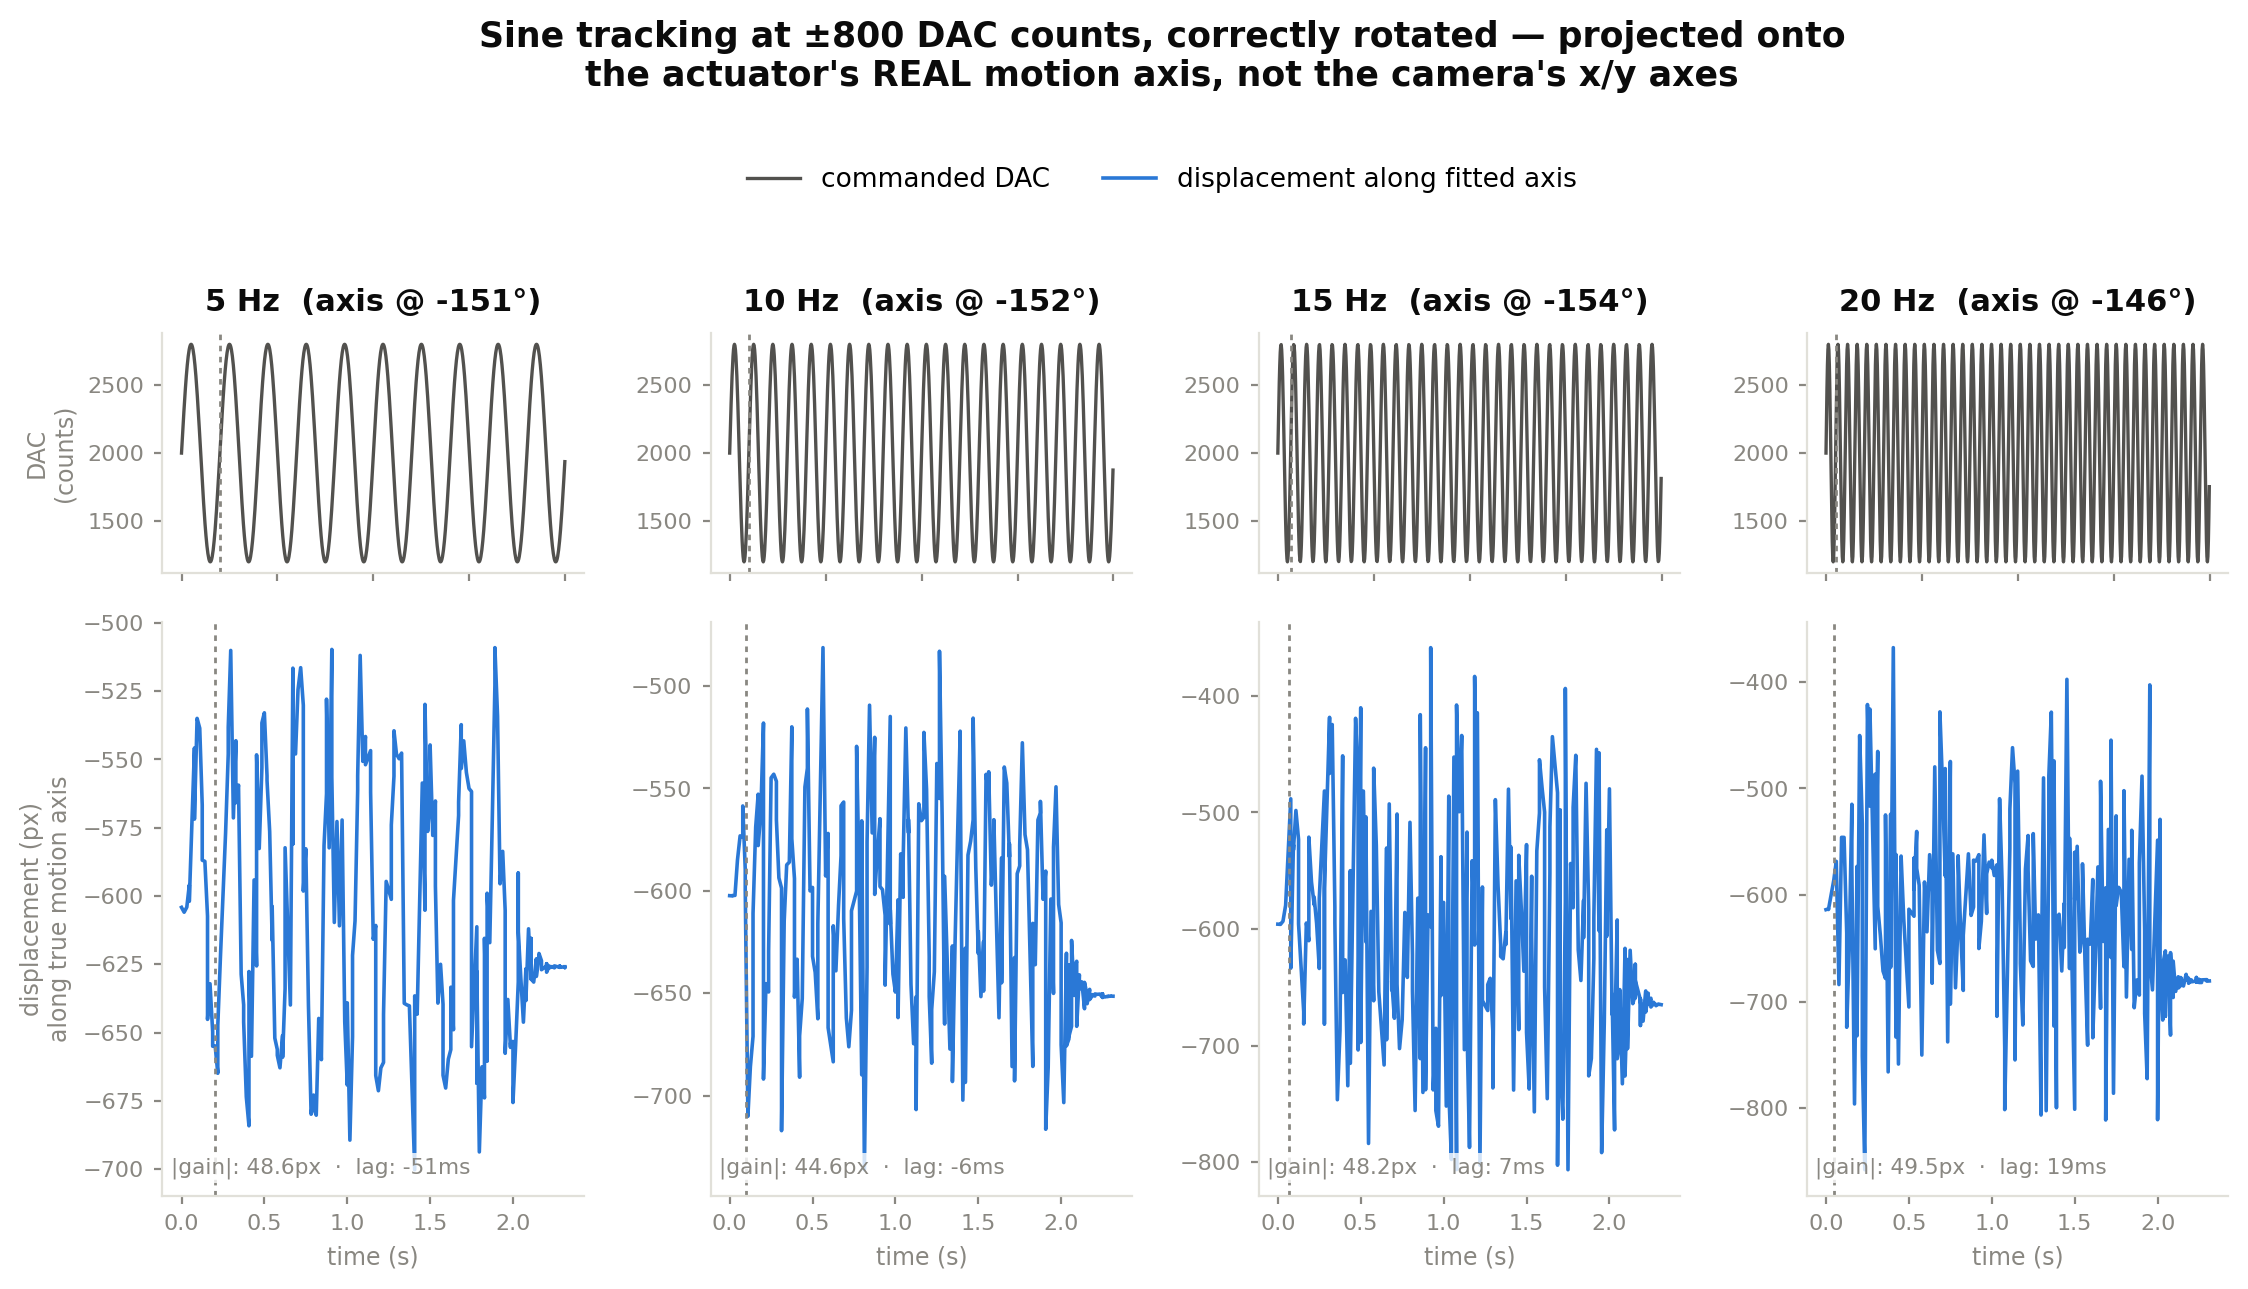 Sine tracking at ±800 DAC counts, correctly rotated — projected onto
the actuator's REAL motion axis, not the camera's x/y axes
commanded DAC
displacement along fitted axis
5 Hz (axis @ -151°)
10 Hz (axis @ -152°)
15 Hz (axis @ -154°)
20 Hz (axis @ -146°)
DAC
(counts)
2500
2000
1500
2500
2000
1500
2500
2000
1500
2500
2000
1500
displacement (px)
along true motion axis
−500
−525
−550
−575
−600
−625
−650
−675
−700
|gain|: 48.6px · lag: -51ms
0.0 0.5 1.0 1.5 2.0
time (s)
−500
−550
−600
−650
−700
|gain|: 44.6px · lag: -6ms
0.0 0.5 1.0 1.5 2.0
time (s)
−400
−500
−600
−700
−800
|gain|: 48.2px · lag: 7ms
0.0 0.5 1.0 1.5 2.0
time (s)
−400
−500
−600
−700
−800
|gain|: 49.5px · lag: 19ms
0.0 0.5 1.0 1.5 2.0
time (s)